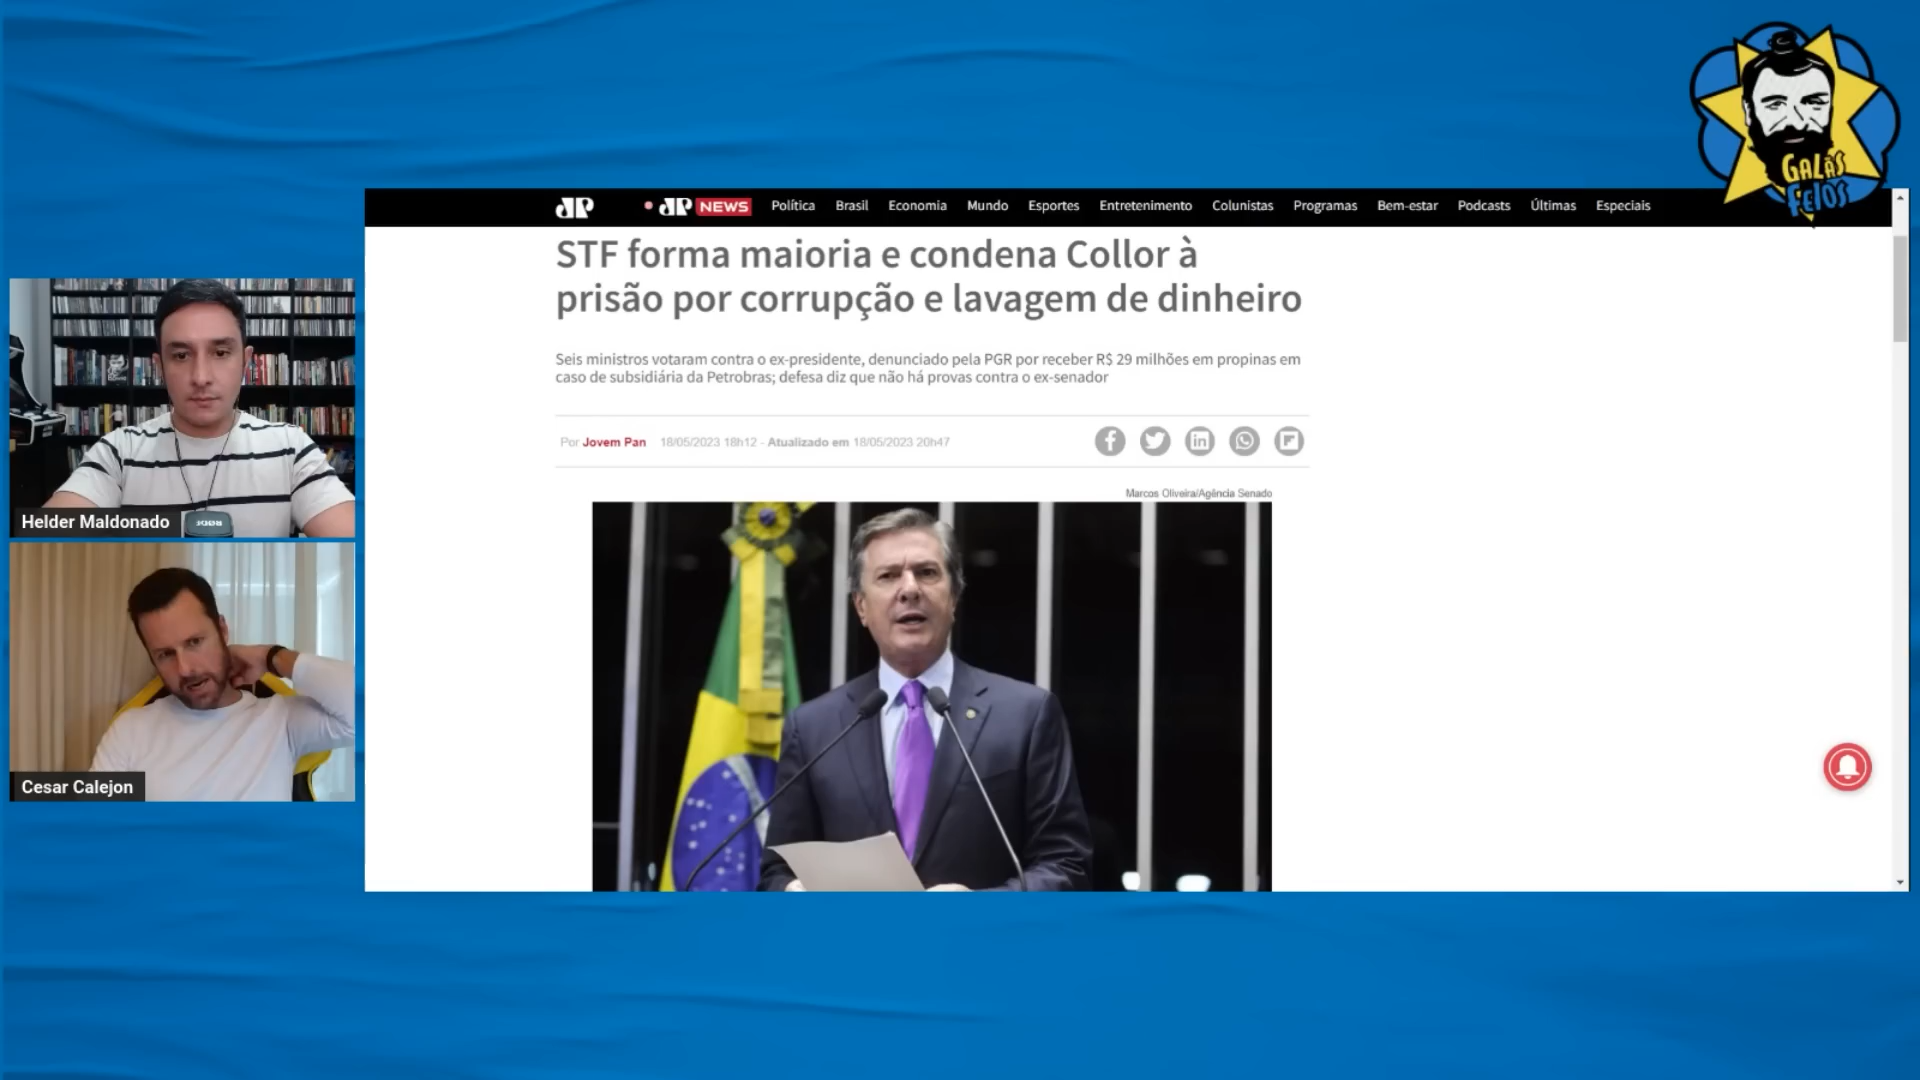 GALÃS
FEIOS
JP
JP NEWS Política Brasil Economia Mundo Esportes Entretenimento Colunistas Programas Bem-estar Podcasts Últimas Especiais
STF forma maioria e condena Collor à
prisão por corrupção e lavagem de dinheiro
Seis ministros votaram contra o ex-presidente, denunciado pela PGR por receber R$ 29 milhões em propinas em
caso de subsidiária da Petrobras; defesa diz que não há provas contra o ex-senador
Por Jovem Pan 18/05/2023 18h12 - Atualizado em 18/05/2023 20h47
Marcos Oliveira/Agência Senado
Helder Maldonado
Cesar Calejon